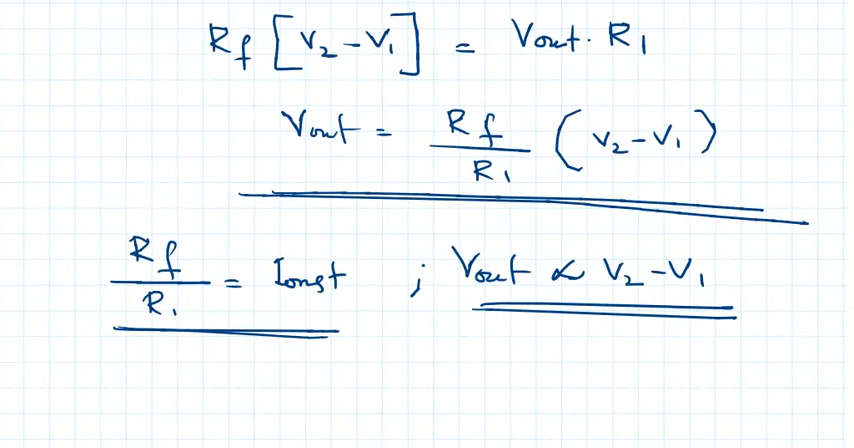 Rf [V₂ - V₁] = Vout · R₁
Vout = Rf / R₁ (V₂ - V₁)
Rf / R₁ = Const ; Vout ∝ V₂ - V₁